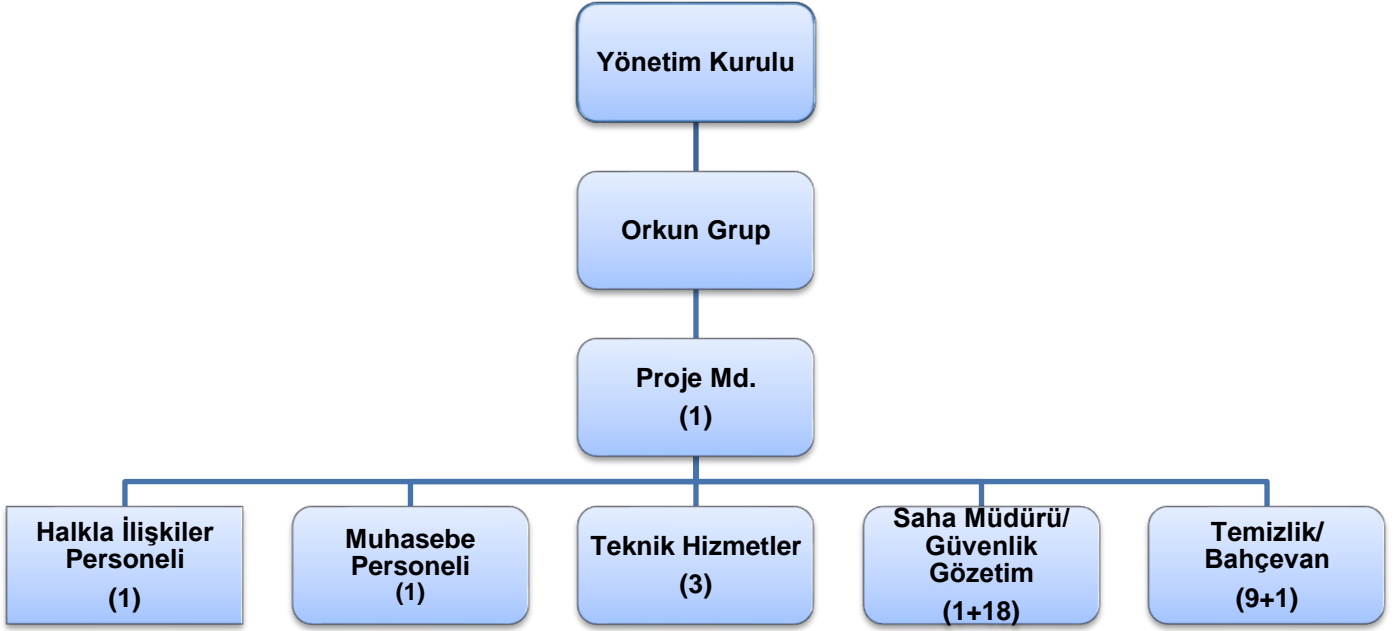 Yönetim Kurulu
Orkun Grup
Proje Md.
(1)
Halkla İlişkiler
Personeli
(1)
Muhasebe
Personeli
(1)
Teknik Hizmetler
(3)
Saha Müdürü/
Güvenlik
Gözetim
(1+18)
Temizlik/
Bahçevan
(9+1)